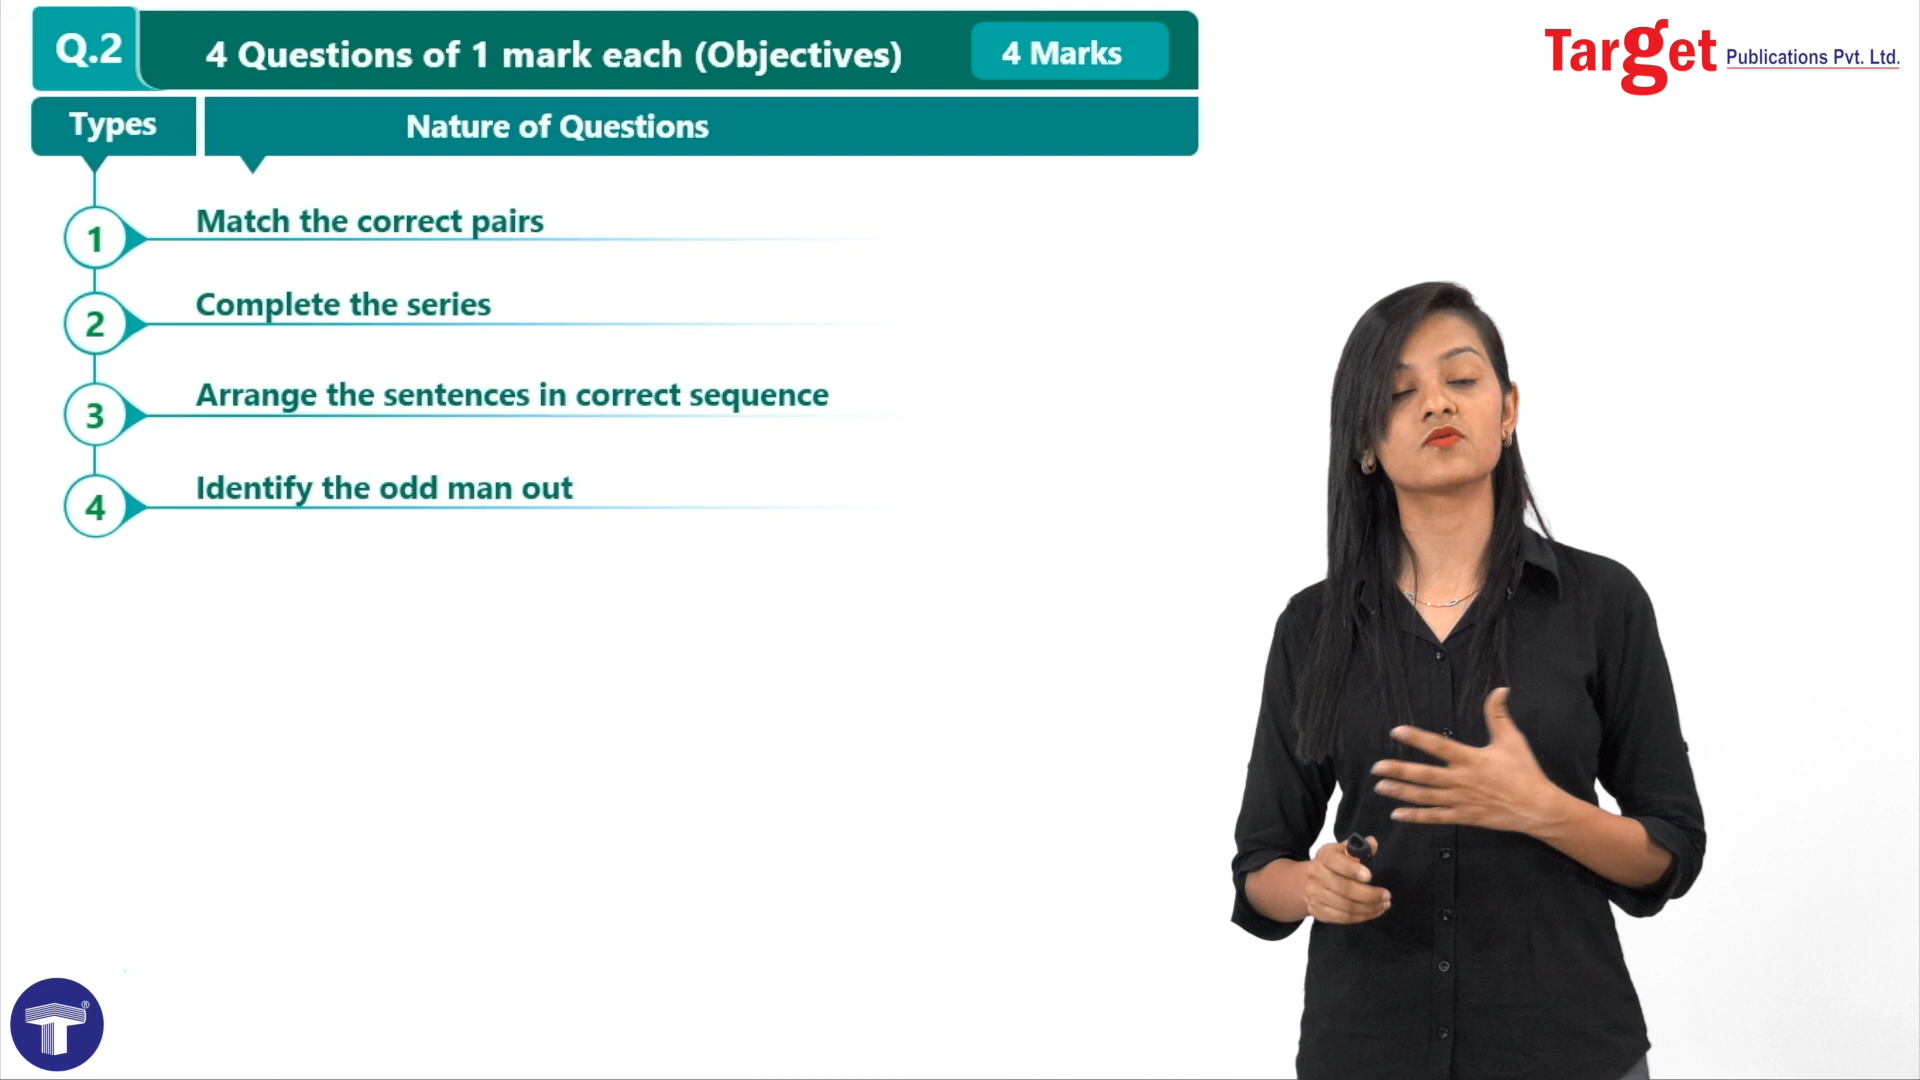 Q.2
4 Questions of 1 mark each (Objectives)
4 Marks
Target Publications Pvt. Ltd.
Types
Nature of Questions
1
Match the correct pairs
2
Complete the series
3
Arrange the sentences in correct sequence
4
Identify the odd man out
T®